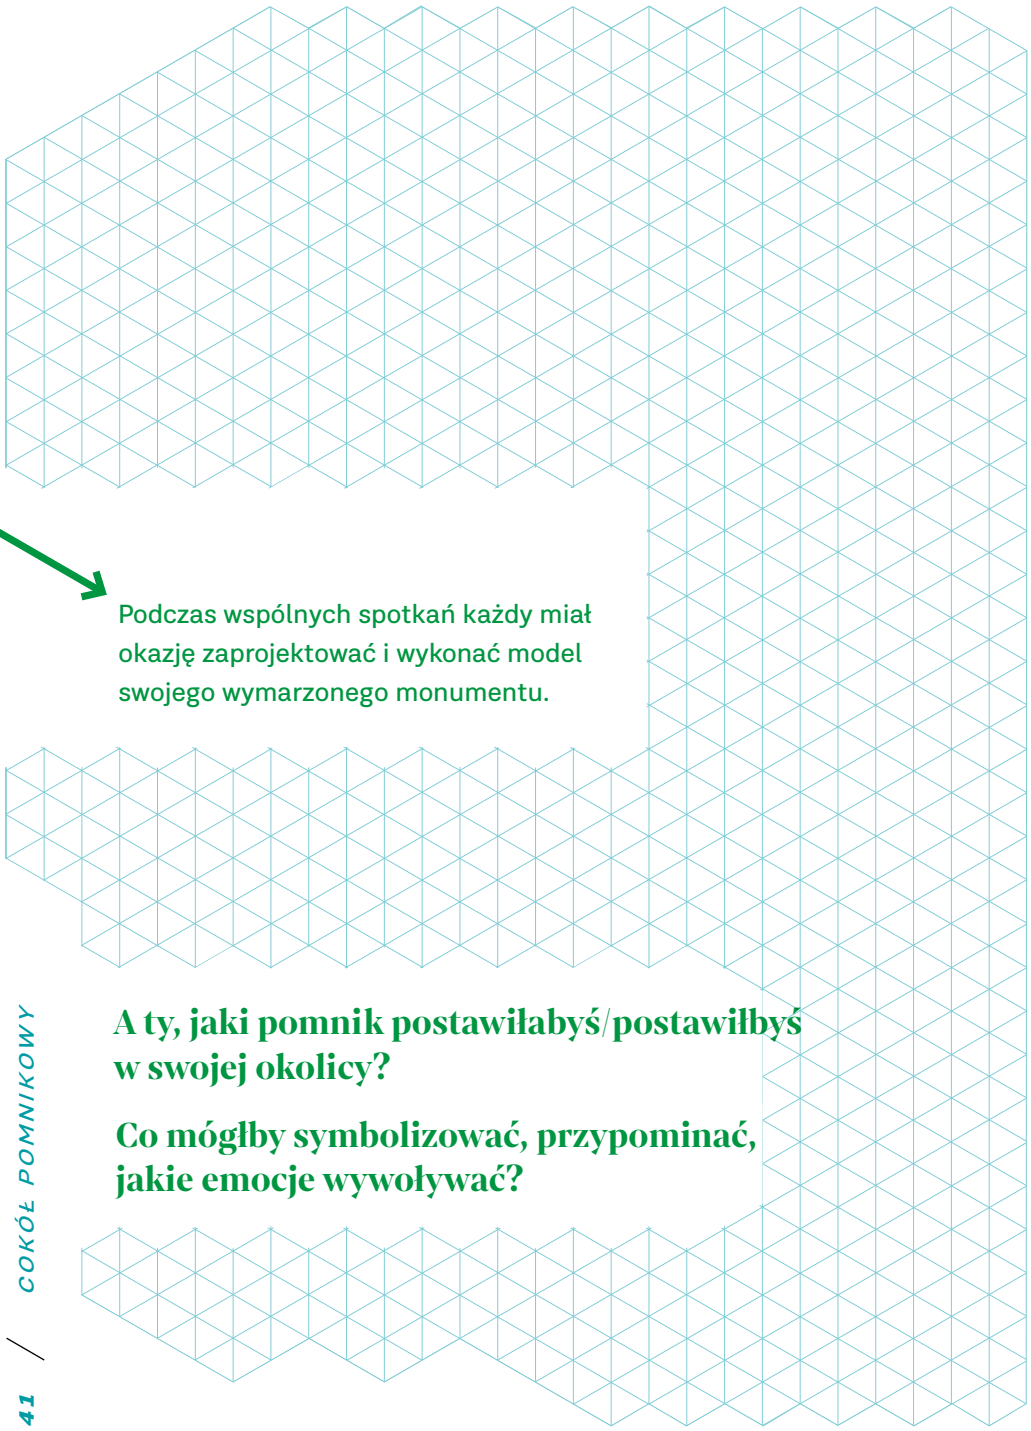 Podczas wspólnych spotkań każdy miał
okazję zaprojektować i wykonać model
swojego wymarzonego monumentu.
A ty, jaki pomnik postawiłabyś/postawiłbyś
w swojej okolicy?
Co mógłby symbolizować, przypominać,
jakie emocje wywoływać?
41 / COKÓŁ POMNIKOWY